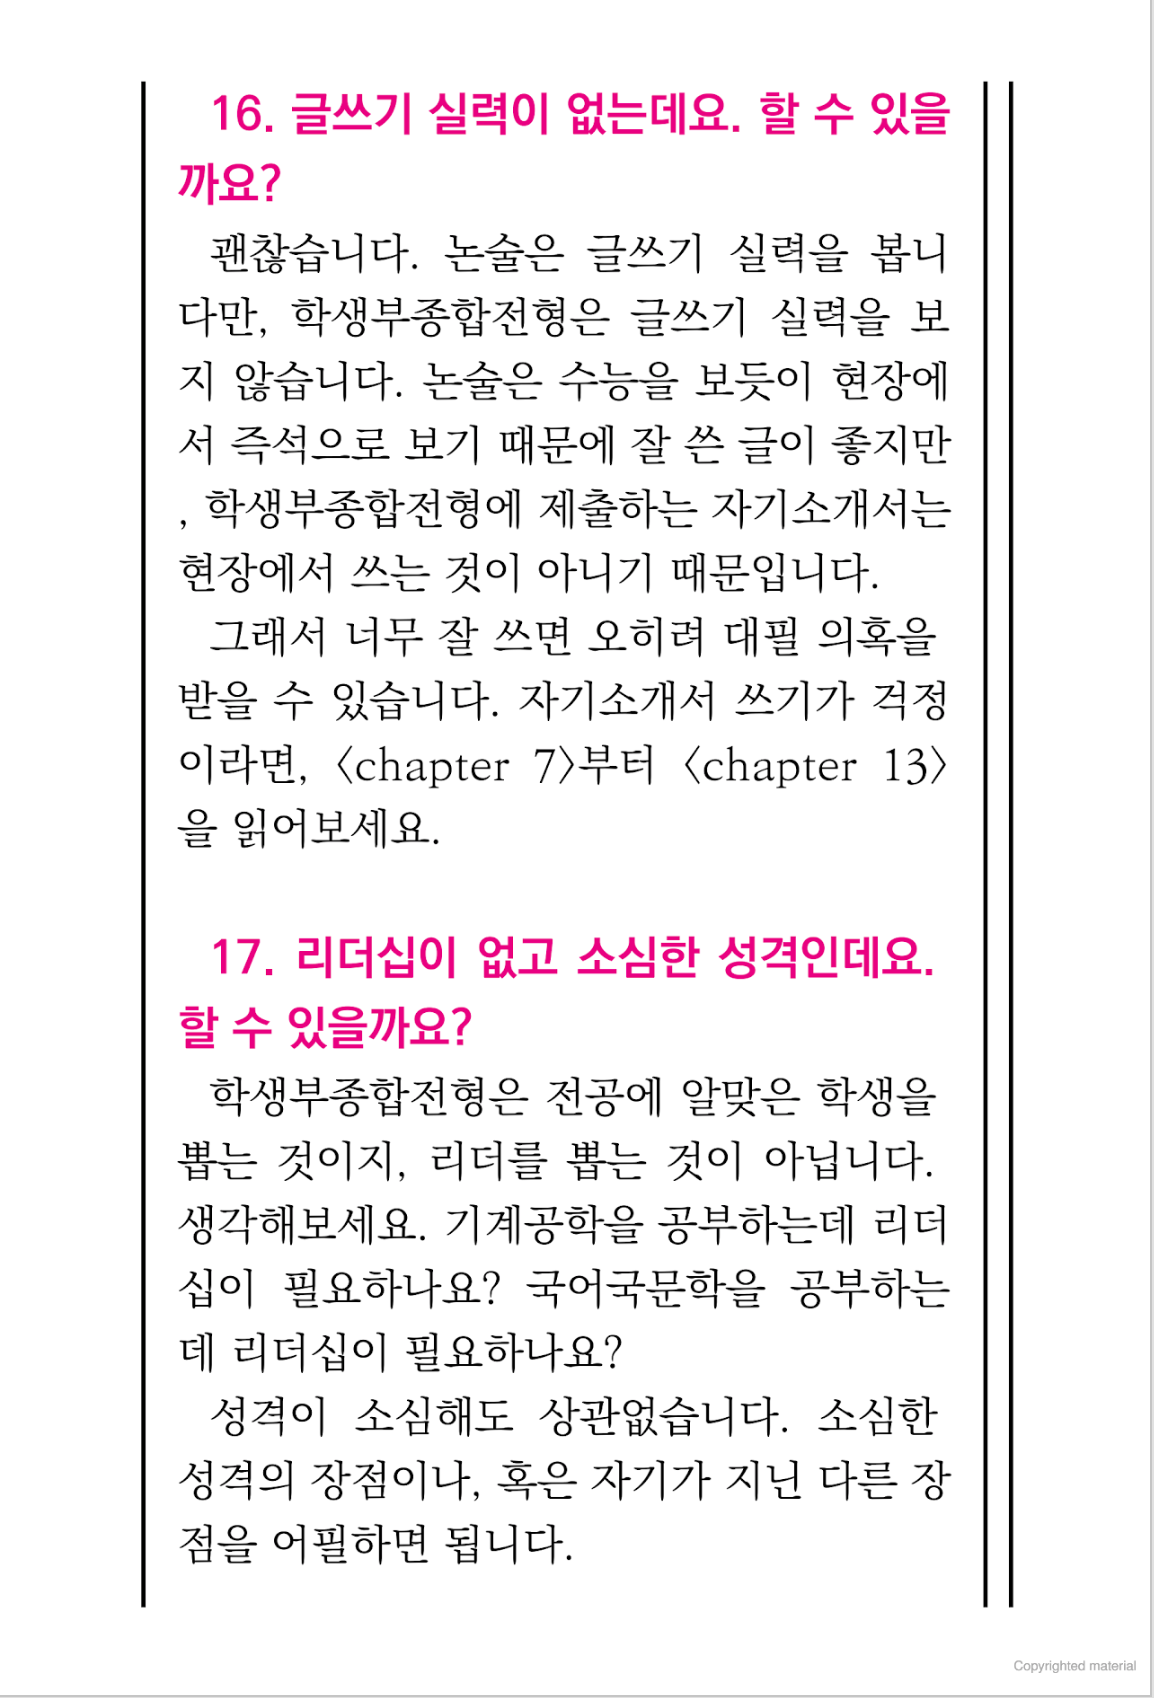 16. 글쓰기 실력이 없는데요. 할 수 있을
까요?
괜찮습니다. 논술은 글쓰기 실력을 봅니
다만, 학생부종합전형은 글쓰기 실력을 보
지 않습니다. 논술은 수능을 보듯이 현장에
서 즉석으로 보기 때문에 잘 쓴 글이 좋지만
, 학생부종합전형에 제출하는 자기소개서는
현장에서 쓰는 것이 아니기 때문입니다.
그래서 너무 잘 쓰면 오히려 대필 의혹을
받을 수 있습니다. 자기소개서 쓰기가 걱정
이라면, 〈chapter 7〉부터 〈chapter 13〉
을 읽어보세요.
17. 리더십이 없고 소심한 성격인데요.
할 수 있을까요?
학생부종합전형은 전공에 알맞은 학생을
뽑는 것이지, 리더를 뽑는 것이 아닙니다.
생각해보세요. 기계공학을 공부하는데 리더
십이 필요하나요? 국어국문학을 공부하는
데 리더십이 필요하나요?
성격이 소심해도 상관없습니다. 소심한
성격의 장점이나, 혹은 자기가 지닌 다른 장
점을 어필하면 됩니다.
Copyrighted material